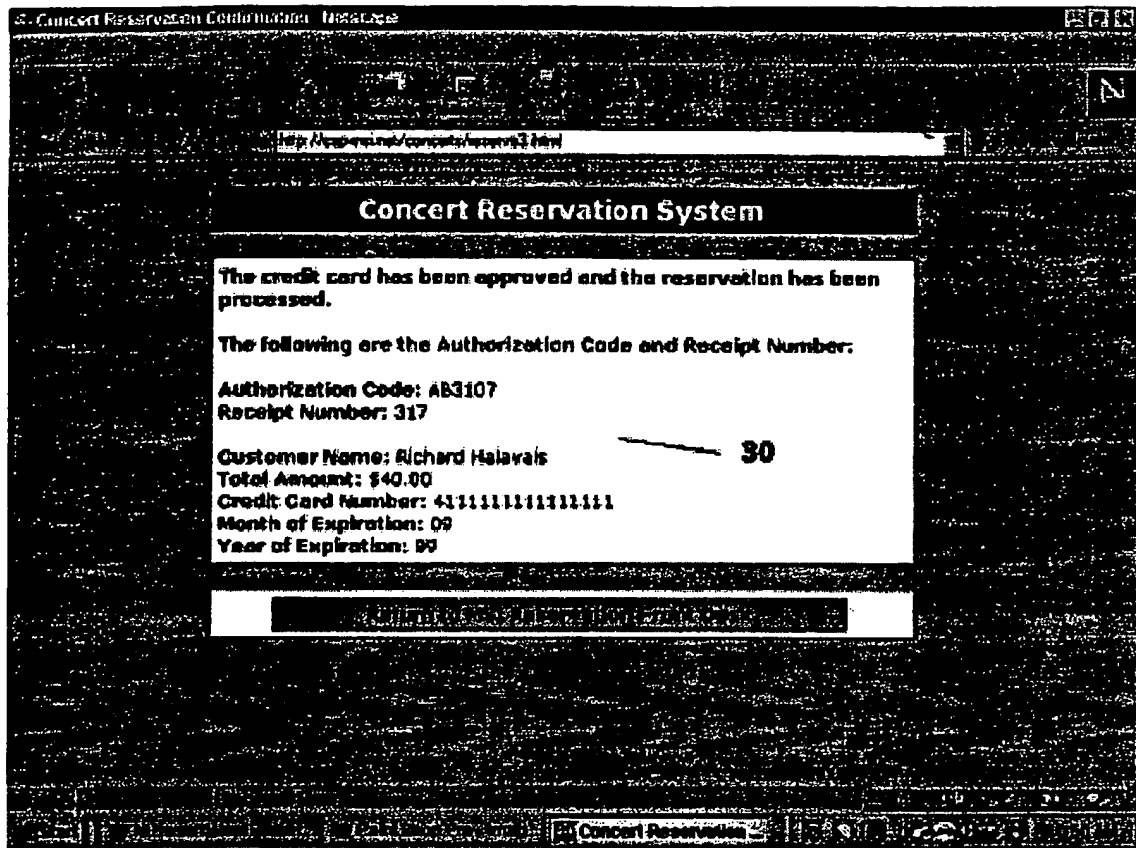 Concert Reservation Confirmation - Netscape
Concert Reservation System
The credit card has been approved and the reservation has been
processed.
The following are the Authorization Code and Receipt Number:
Authorization Code: AB3107
Receipt Number: 317
30
Customer Name: Richard Halavais
Total Amount: $40.00
Credit Card Number: 4111111111111111
Month of Expiration: 09
Year of Expiration: 99
Concert Reservation